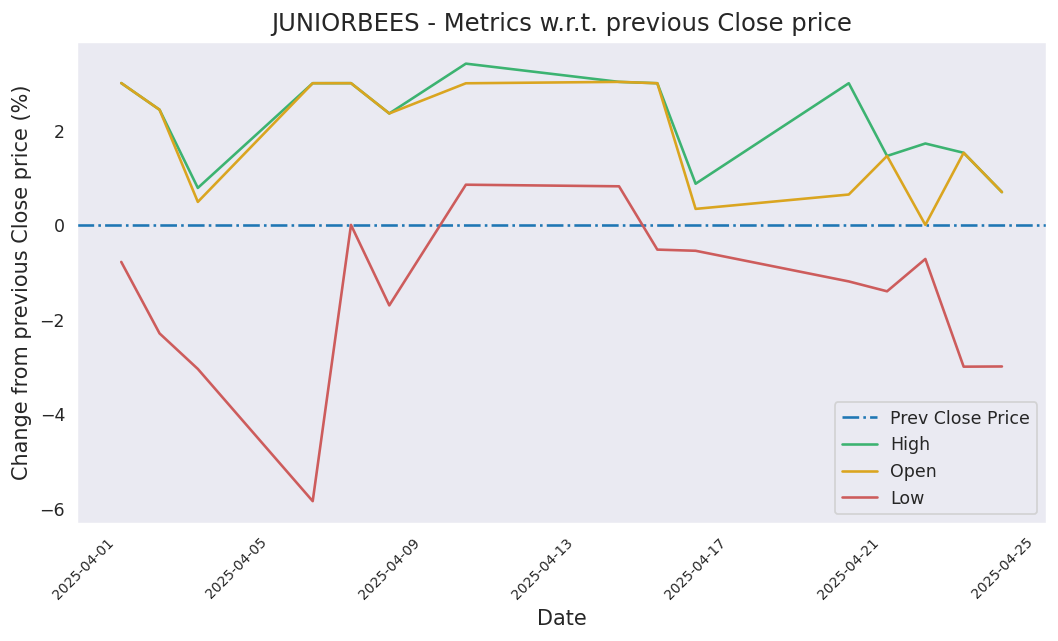 JUNIORBEES - Metrics w.r.t. previous Close price
Change from previous Close price (%)
2
0
−2
−4
−6
Prev Close Price
High
Open
Low
2025-04-01
2025-04-05
2025-04-09
2025-04-13
2025-04-17
2025-04-21
2025-04-25
Date